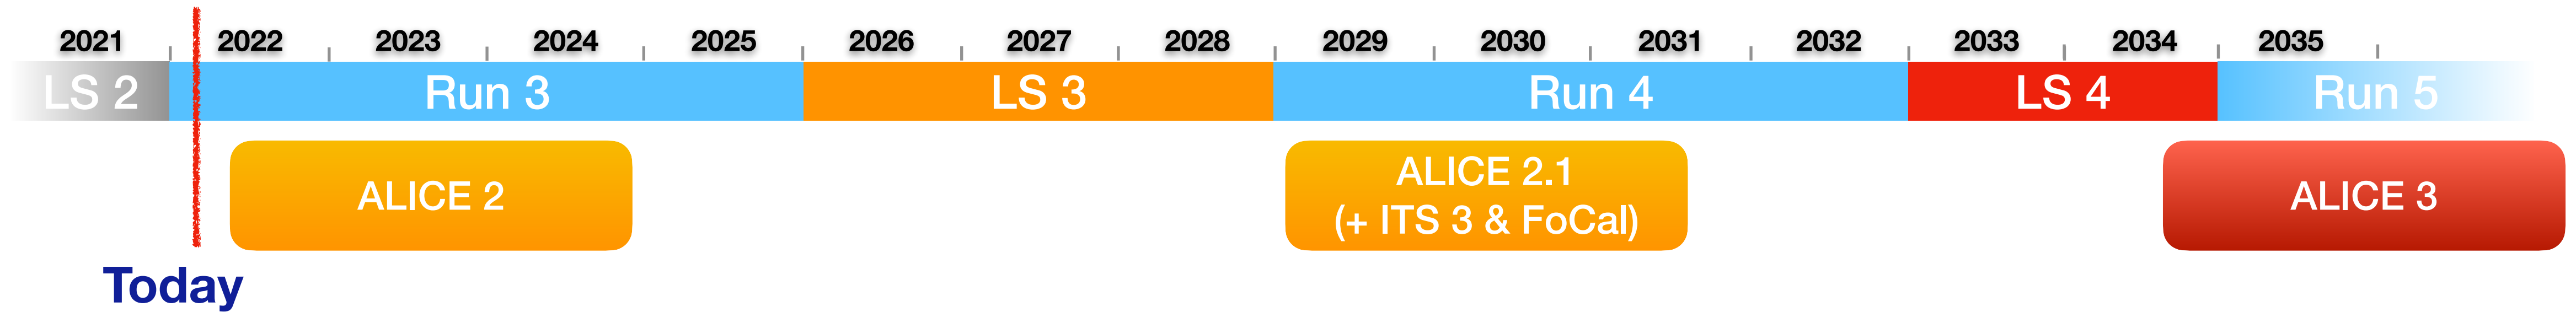 2021 2022 2023 2024 2025 2026 2027 2028 2029 2030 2031 2032 2033 2034 2035
LS 2 Run 3 LS 3 Run 4 LS 4 Run 5
ALICE 2
ALICE 2.1
(+ ITS 3 & FoCal)
ALICE 3
Today